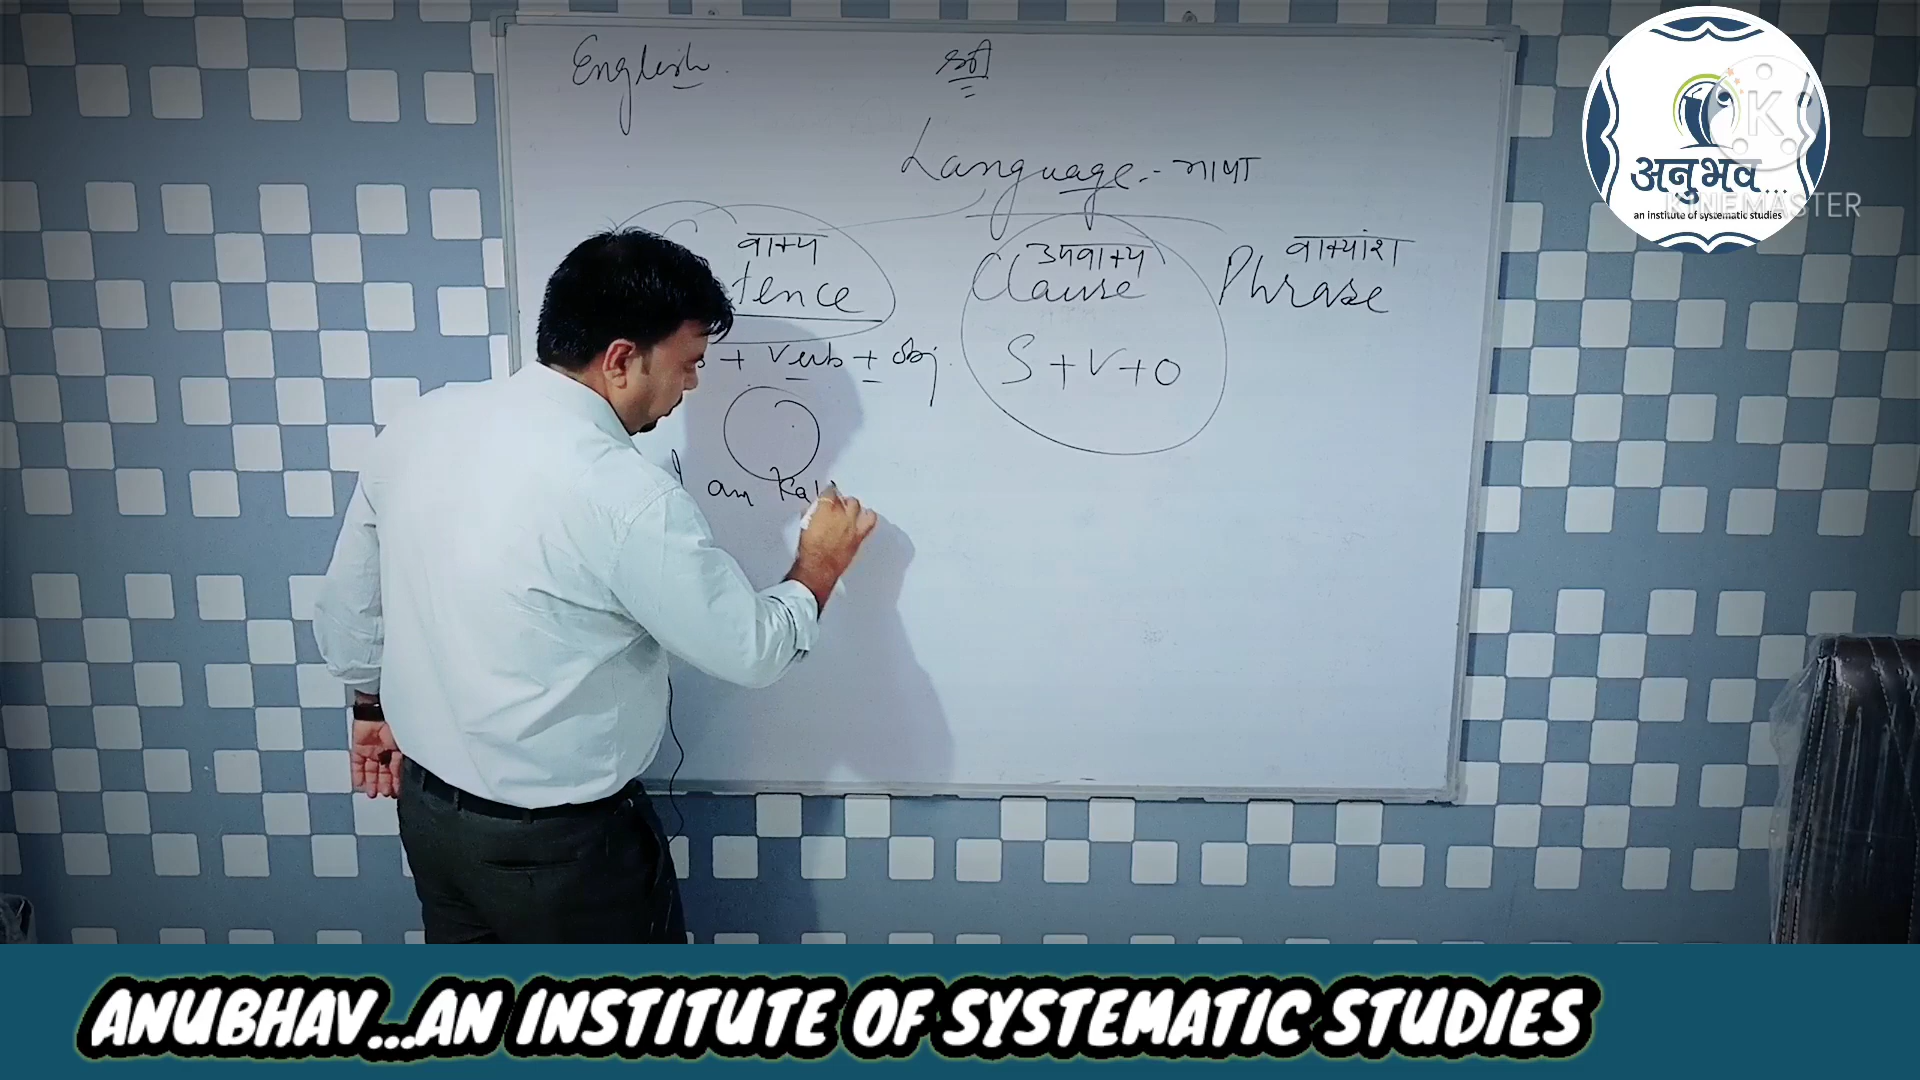 English श्री
Language :- भाषा
वाक्य उपवाक्य वाक्यांश
tence Clause Phrase
+ Verb + obj. S + V + O
I am
अनुभव...
an institute of systematic studies
KINEMASTER
ANUBHAV...AN INSTITUTE OF SYSTEMATIC STUDIES